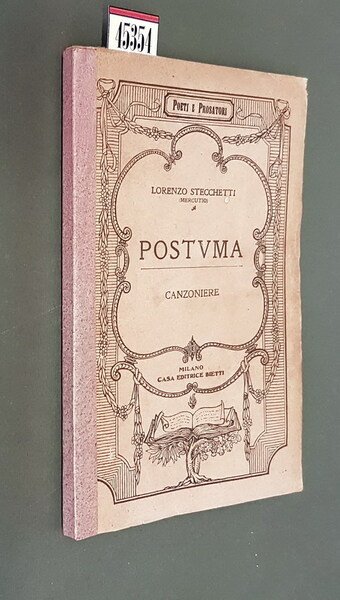 45354
POETI E PROSATORI
LORENZO STECCHETTI
(MERCUTIO)
POSTVMA
CANZONIERE
MILANO
CASA EDITRICE BIETTI